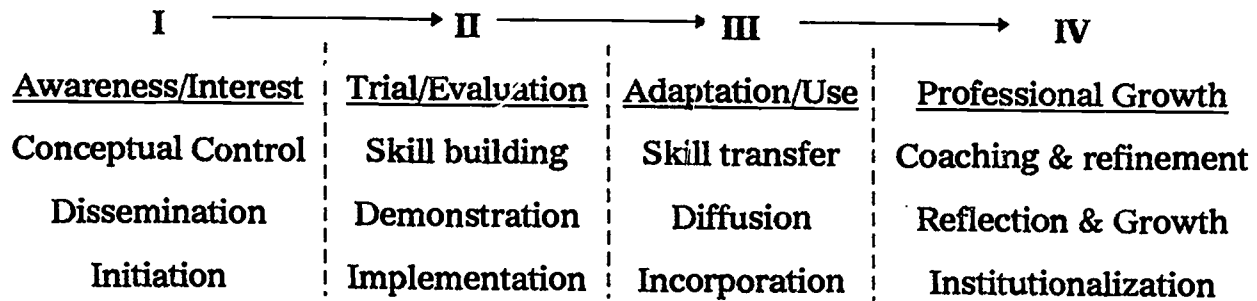 I II III IV
Awareness/Interest Trial/Evaluation Adaptation/Use Professional Growth
Conceptual Control Skill building Skill transfer Coaching & refinement
Dissemination Demonstration Diffusion Reflection & Growth
Initiation Implementation Incorporation Institutionalization